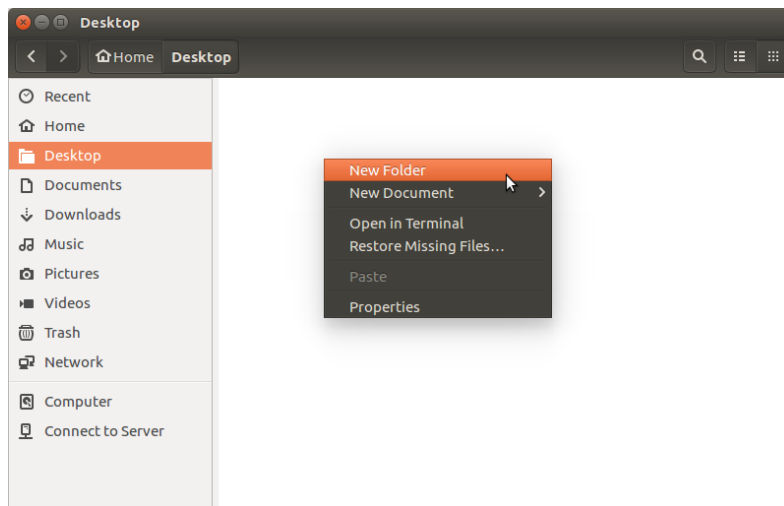 Desktop
Home Desktop
Recent
Home
Desktop
Documents
Downloads
Music
Pictures
Videos
Trash
Network
Computer
Connect to Server
New Folder
New Document
Open in Terminal
Restore Missing Files…
Paste
Properties